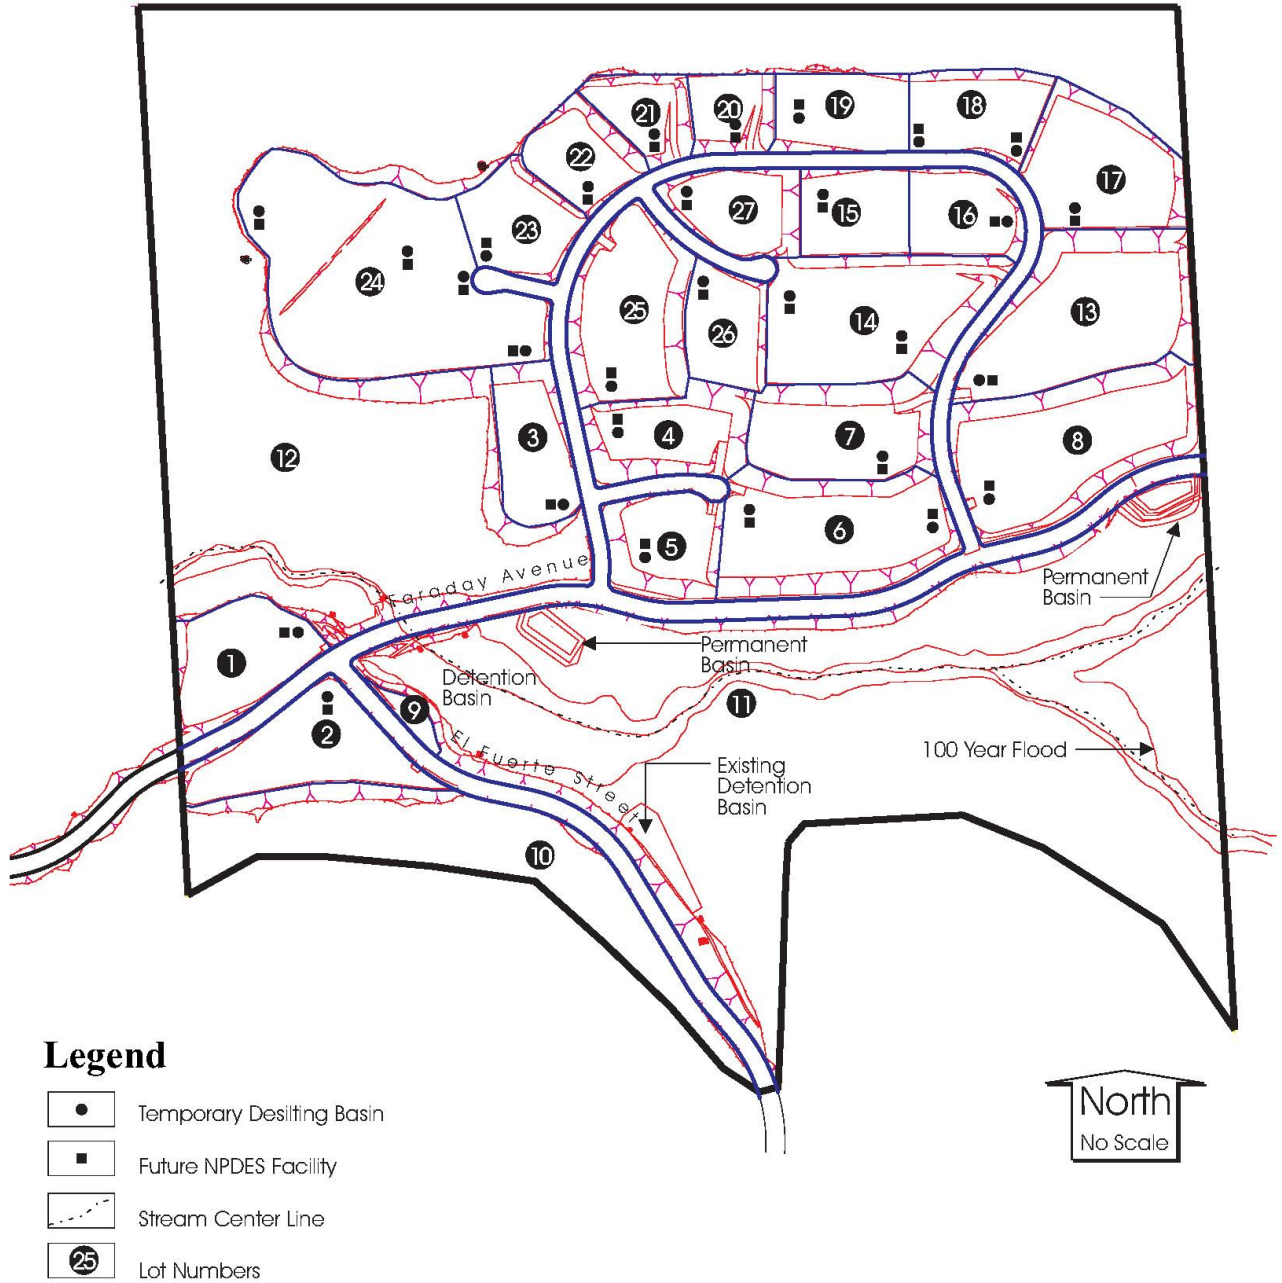 21
20
19
18
22
17
27
15
16
23
24
25
26
14
13
3
4
7
8
12
5
6
Faraday Avenue
Permanent
Basin
1
Permanent
Basin
Detention
Basin
9
11
2
El Fuerte Street
100 Year Flood
Existing
Detention
Basin
10
Legend
Temporary Desilting Basin
Future NPDES Facility
Stream Center Line
25
Lot Numbers
North
No Scale